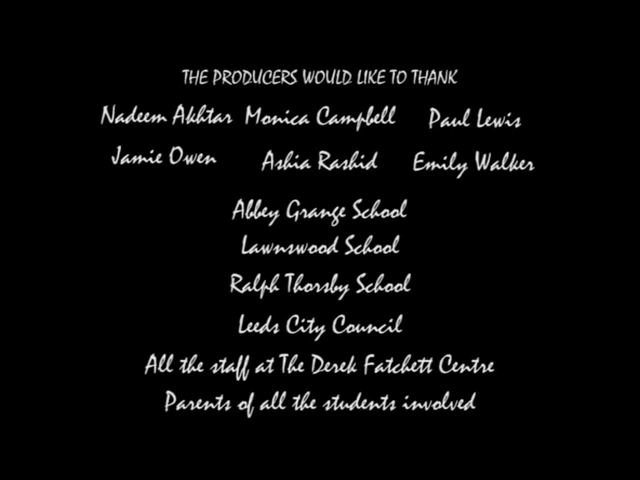 THE PRODUCERS WOULD LIKE TO THANK
Nadeem Akhtar Monica Campbell Paul Lewis
Jamie Owen Ashia Rashid Emily Walker
Abbey Grange School
Lawnswood School
Ralph Thorsby School
Leeds City Council
All the staff at The Derek Fatchett Centre
Parents of all the students involved